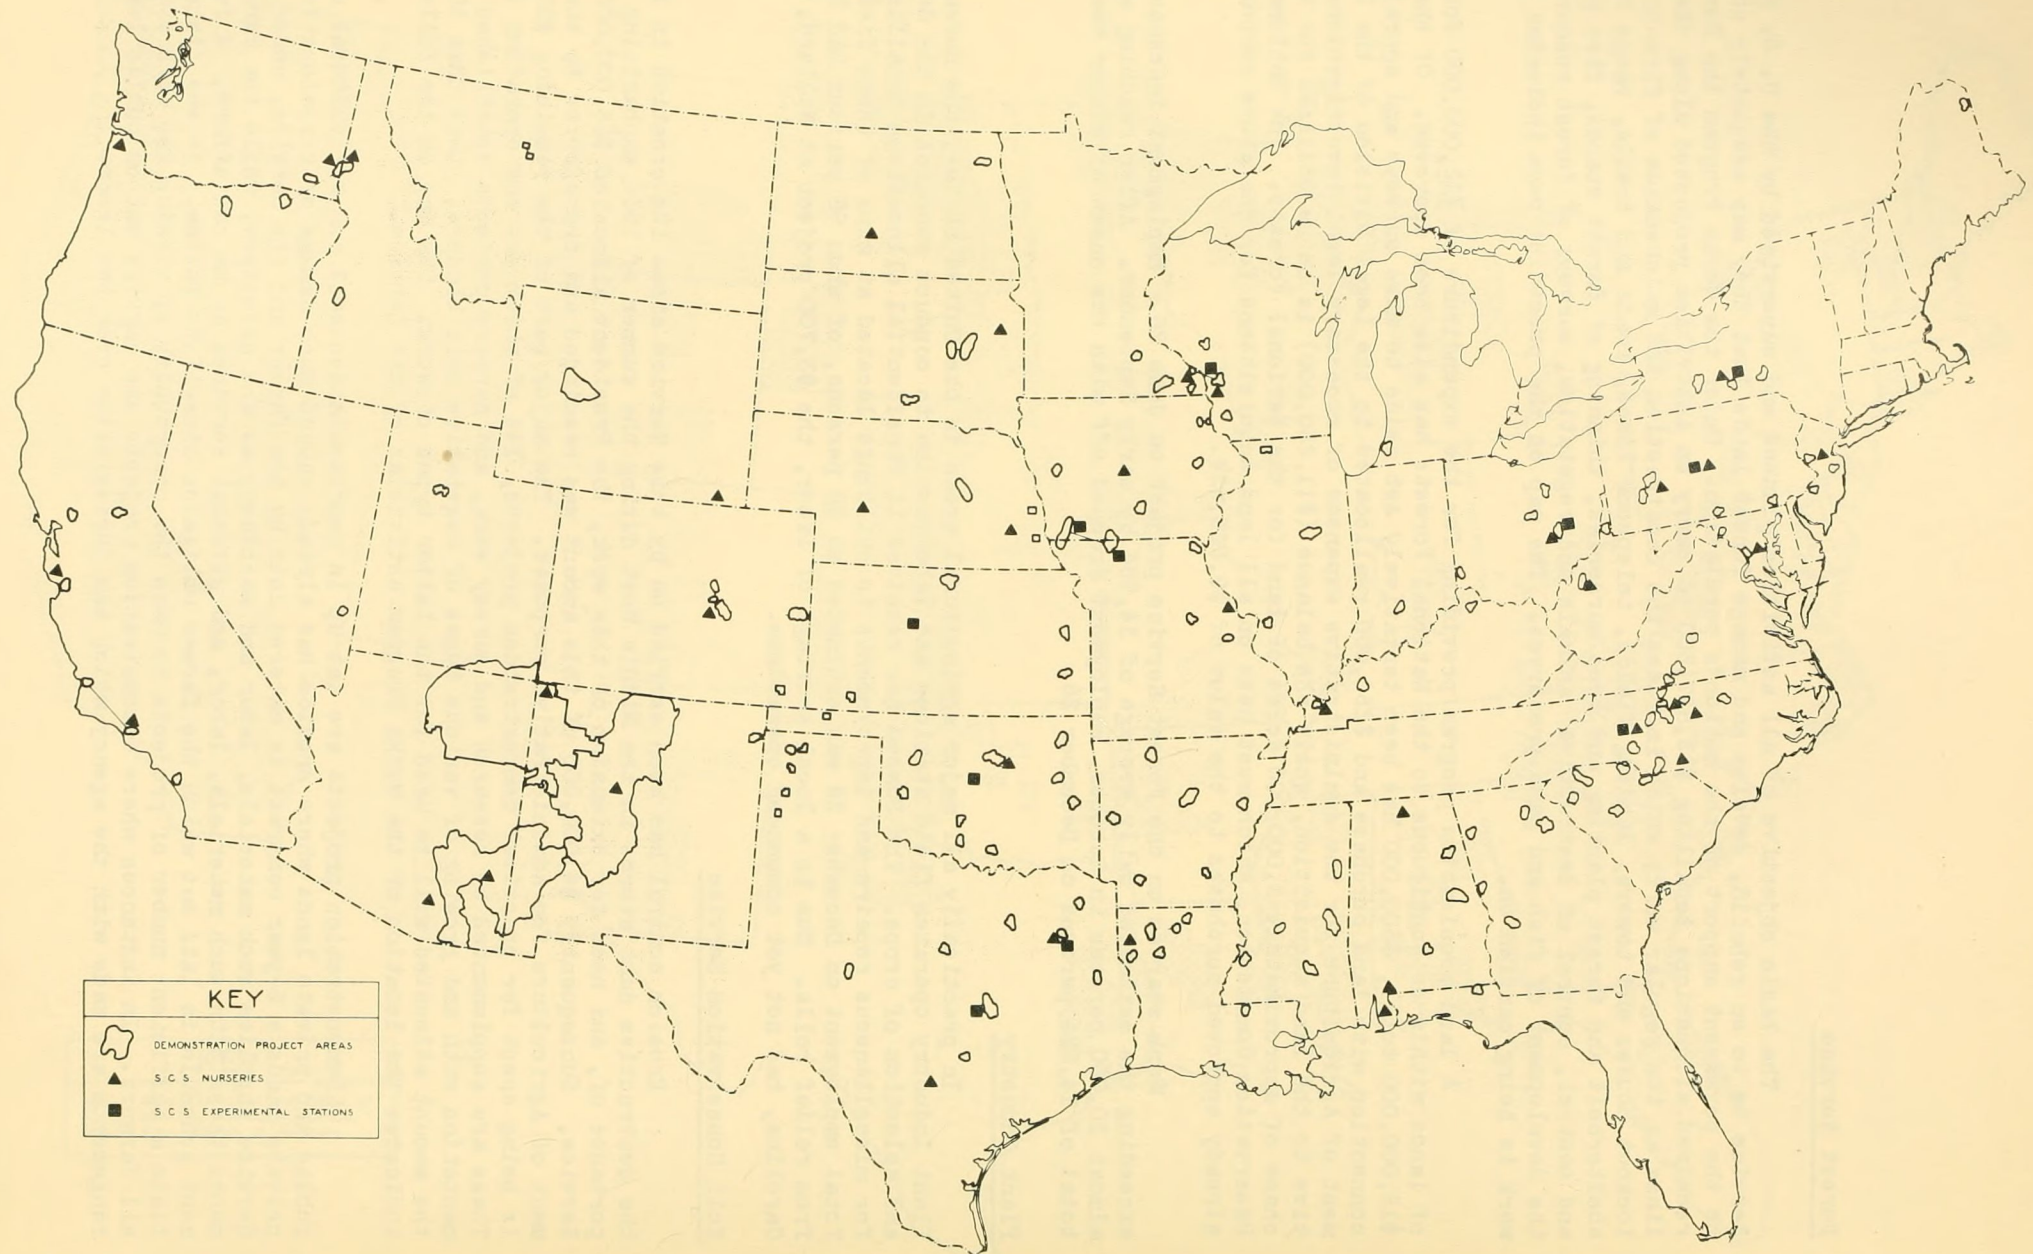 KEY
DEMONSTRATION PROJECT AREAS
S.C.S. NURSERIES
S.C.S. EXPERIMENTAL STATIONS